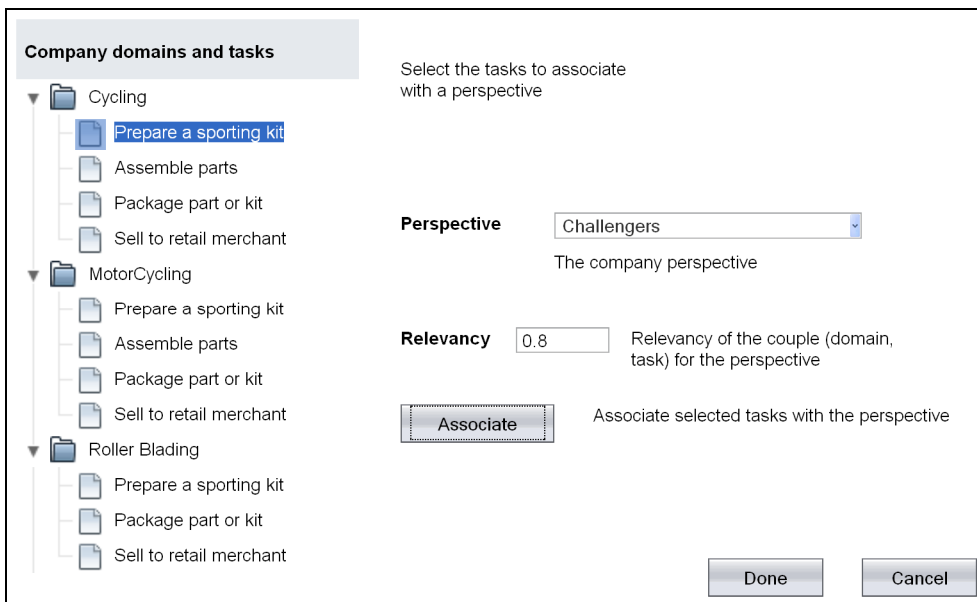 Company domains and tasks
Cycling
Prepare a sporting kit
Assemble parts
Package part or kit
Sell to retail merchant
MotorCycling
Prepare a sporting kit
Assemble parts
Package part or kit
Sell to retail merchant
Roller Blading
Prepare a sporting kit
Package part or kit
Sell to retail merchant
Select the tasks to associate
with a perspective
Perspective
Challengers
The company perspective
Relevancy
0.8
Relevancy of the couple (domain,
task) for the perspective
Associate
Associate selected tasks with the perspective
Done
Cancel